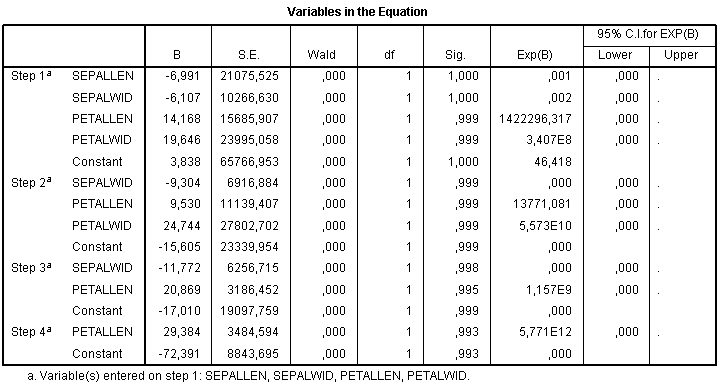 Variables in the Equation
95% C.I.for EXP(B)
B S.E. Wald df Sig. Exp(B) Lower Upper
Step 1a SEPALLEN -6,991 21075,525 ,000 1 1,000 ,001 ,000 .
SEPALWID -6,107 10266,630 ,000 1 1,000 ,002 ,000 .
PETALLEN 14,168 15685,907 ,000 1 ,999 1422296,317 ,000 .
PETALWID 19,646 23995,058 ,000 1 ,999 3,407E8 ,000 .
Constant 3,838 65766,953 ,000 1 1,000 46,418
Step 2a SEPALWID -9,304 6916,884 ,000 1 ,999 ,000 ,000 .
PETALLEN 9,530 11139,407 ,000 1 ,999 13771,081 ,000 .
PETALWID 24,744 27802,702 ,000 1 ,999 5,573E10 ,000 .
Constant -15,605 23339,954 ,000 1 ,999 ,000
Step 3a SEPALWID -11,772 6256,715 ,000 1 ,998 ,000 ,000 .
PETALLEN 20,869 3186,452 ,000 1 ,995 1,157E9 ,000 .
Constant -17,010 19097,759 ,000 1 ,999 ,000
Step 4a PETALLEN 29,384 3484,594 ,000 1 ,993 5,771E12 ,000 .
Constant -72,391 8843,695 ,000 1 ,993 ,000
a. Variable(s) entered on step 1: SEPALLEN, SEPALWID, PETALLEN, PETALWID.